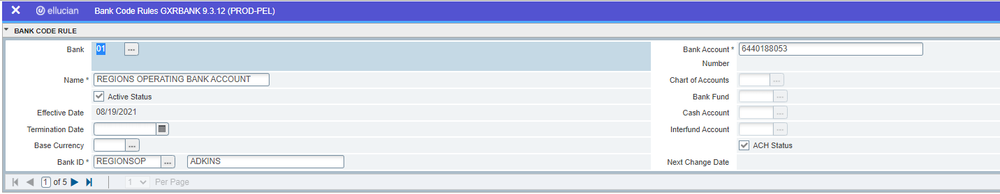 ✕ ellucian Bank Code Rules GXRBANK 9.3.12 (PROD-PEL)
BANK CODE RULE
Bank 01 ...
Bank Account * 6440188053
Number
Name * REGIONS OPERATING BANK ACCOUNT
Chart of Accounts ...
Active Status
Bank Fund ...
Effective Date 08/19/2021
Cash Account ...
Termination Date
Interfund Account ...
Base Currency ...
ACH Status
Bank ID * REGIONSOP ... ADKINS
Next Change Date
1 of 5 1 Per Page